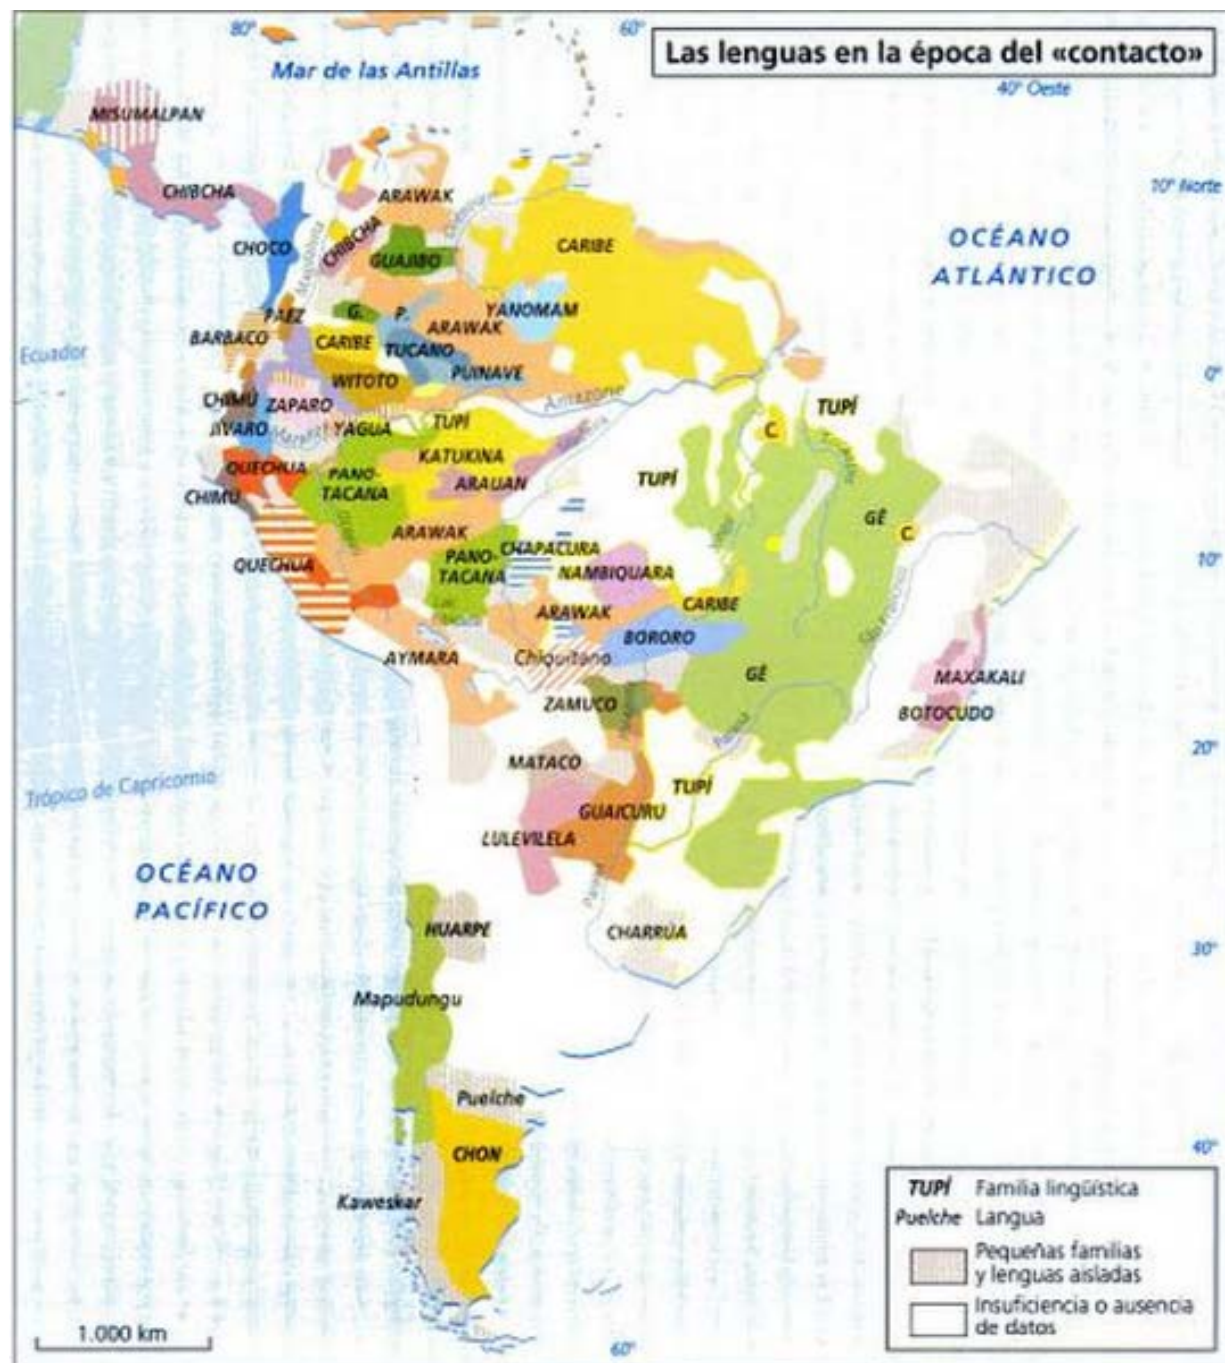 Las lenguas en la época del «contacto»
80°
60°
Mar de las Antillas
40° Oeste
MISUMALPAN
CHIBCHA
ARAWAK
10° Norte
CHOCO
CHIBCHA
GUAJIBO
CARIBE
OCÉANO
ATLÁNTICO
PAEZ
G.
P.
YANOMAM
BARBACO
CARIBE
ARAWAK
TUCANO
Ecuador
WITOTO
PUINAVE
0°
CHIMÚ
ZAPARO
Amazone
TUPÍ
JIVARO
YAGUA
TUPÍ
C.
QUECHUA
PANO-
TACANA
KATUKINA
ARAUAN
TUPÍ
CHIMU
GÊ
C.
ARAWAK
QUECHUA
PANO-
TACANA
CHAPACURA
NAMBIQUARA
10°
ARAWAK
CARIBE
BORORO
AYMARA
Chiquitano
GÊ
MAXAKALI
ZAMUCO
BOTOCUDO
20°
MATACO
TUPÍ
Trópico de Capricornio
GUAICURU
LULEVILELA
OCÉANO
PACÍFICO
HUARPE
CHARRÚA
30°
Mapudungu
Puelche
CHON
40°
Kaweskar
TUPÍ Familia lingüística
Puelche Langua
Pequeñas familias
y lenguas aisladas
Insuficiencia o ausencia
de datos
1.000 km
60°